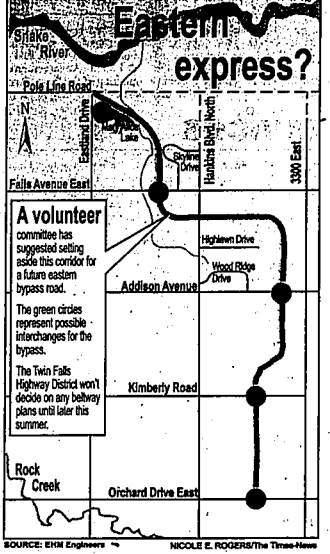 Eastern
express?
Snake
River
Pole Line Road
N
Eastland Drive
Lake
Hankins Blvd. North
Skyline
Drive
3300 East
Falls Avenue East
A volunteer
committee has
suggested setting
aside this corridor for
a future eastern
bypass road.
The green circles
represent possible
interchanges for the
bypass.
The Twin Falls
Highway District won't
decide on any beltway
plans until later this
summer.
Highlawn Drive
Wood Ridge
Drive
Addison Avenue
Kimberly Road
Rock
Creek
Orchard Drive East
SOURCE: EHM Engineers
NICOLE E. ROGERS/The Times-News